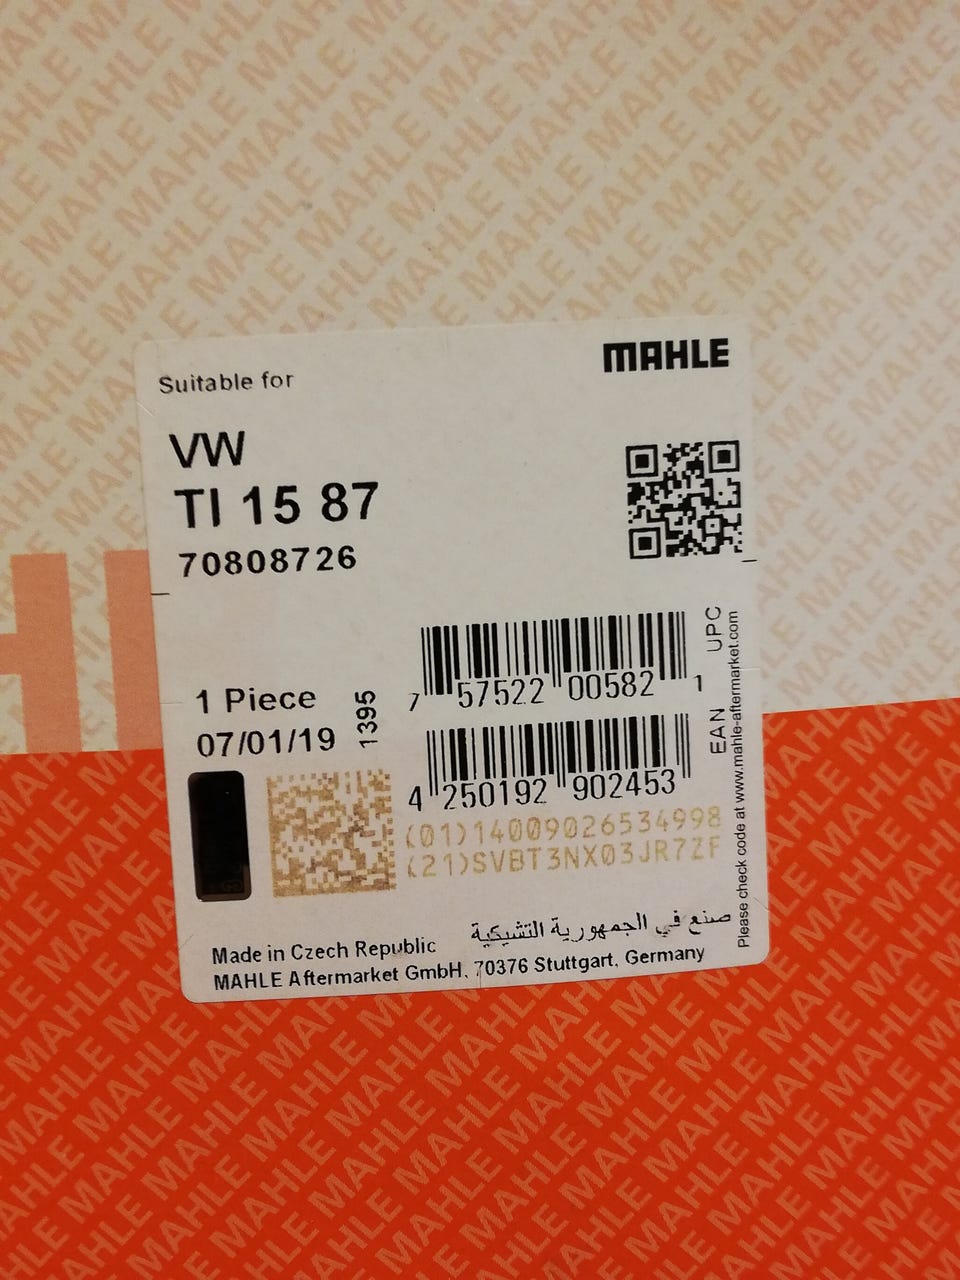 MAHLE
Suitable for
VW
TI 15 87
70808726
1 Piece
07/01/19
1395
7 57522 00582 1
UPC
4 250192 902453
EAN
(01)14009026534998
(21)SVBT3NX03JR7ZF
Please check code at www.mahle-aftermarket.com
صنع في الجمهورية التشيكية
Made in Czech Republic
MAHLE Aftermarket GmbH, 70376 Stuttgart, Germany